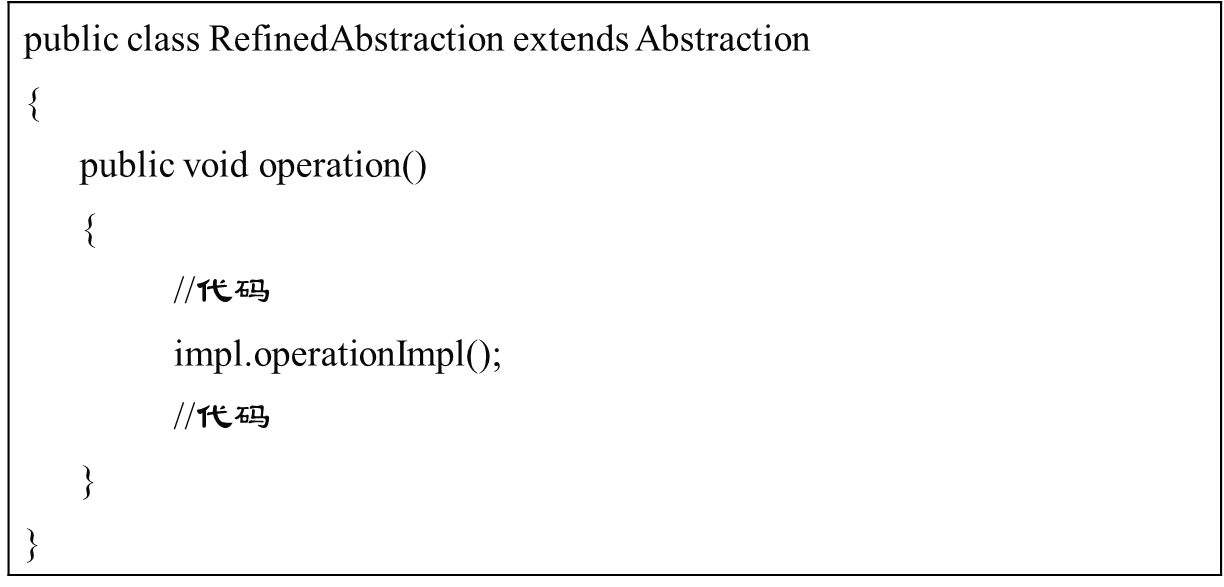 public class RefinedAbstraction extends Abstraction
{
public void operation()
{
//代码
impl.operationImpl();
//代码
}
}